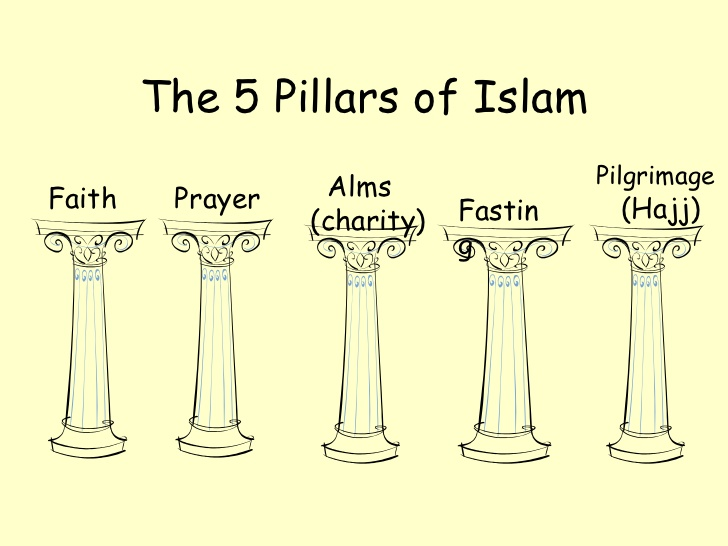 The 5 Pillars of Islam
Faith
Prayer
Alms
(charity)
Fastin
g
Pilgrimage
(Hajj)